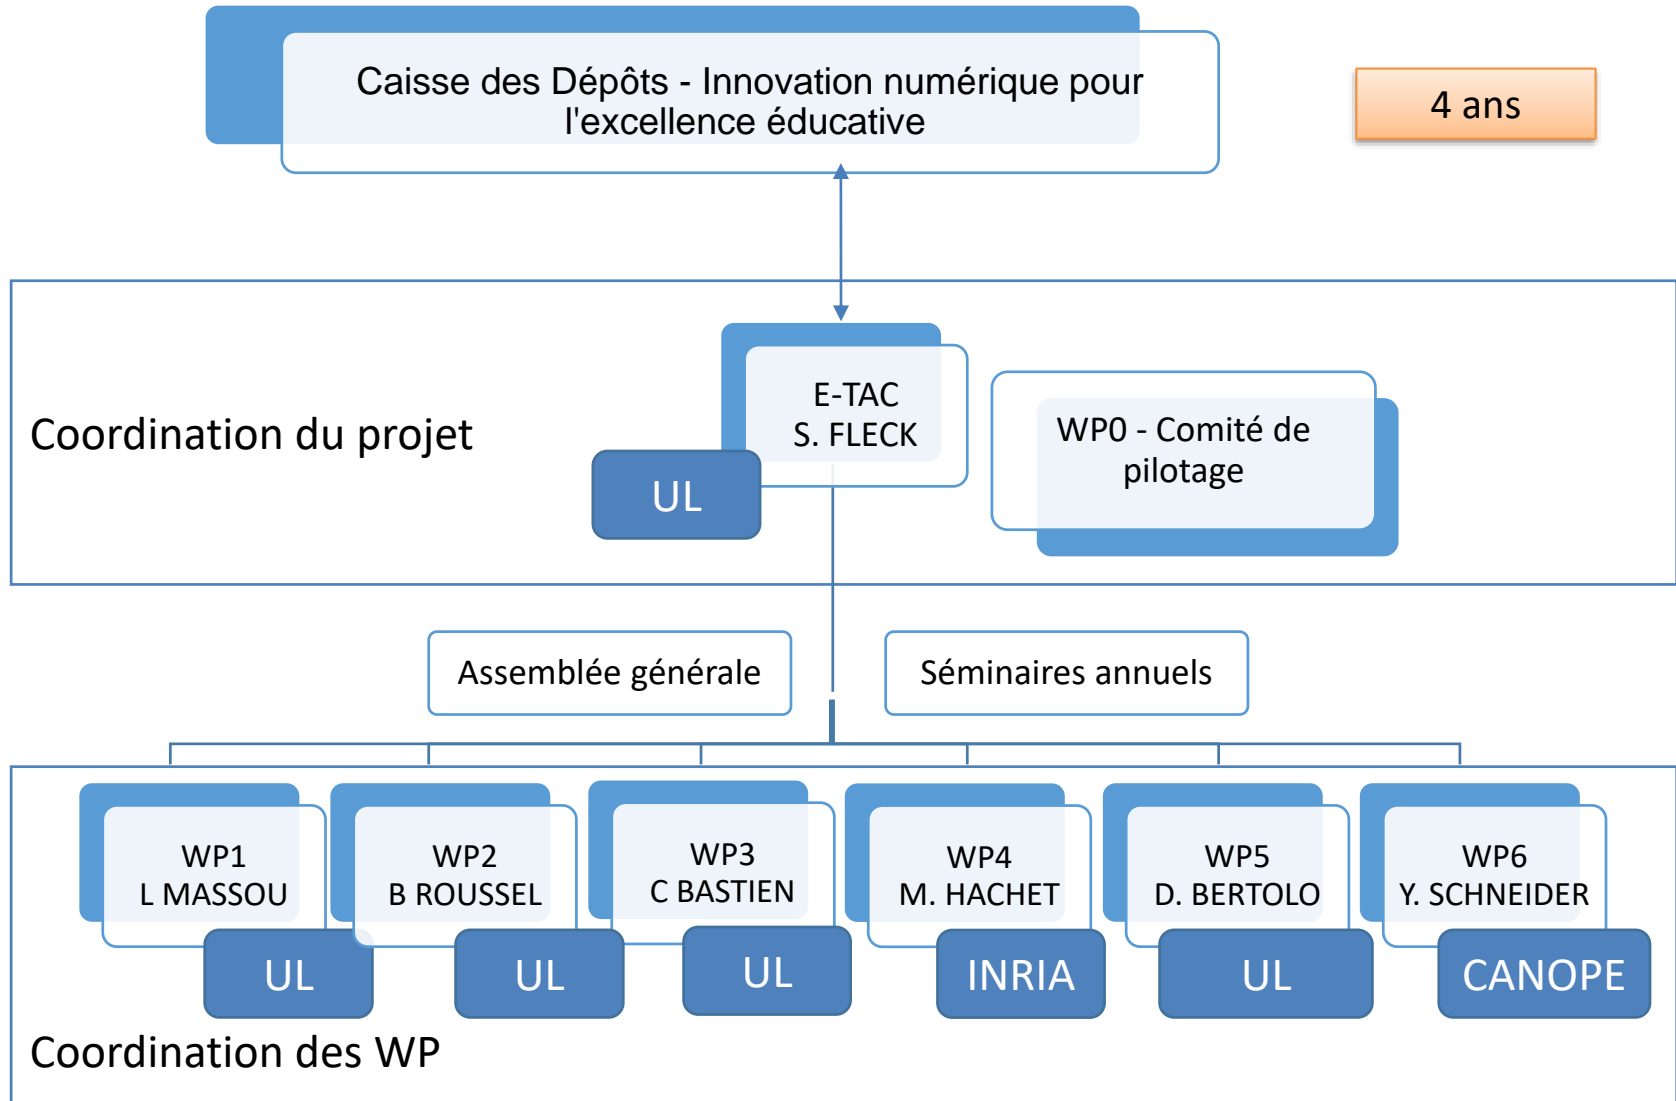 Caisse des Dépôts - Innovation numérique pour
l'excellence éducative
4 ans
Coordination du projet
E-TAC
S. FLECK
UL
WP0 - Comité de
pilotage
Assemblée générale
Séminaires annuels
WP1
L MASSOU
UL
WP2
B ROUSSEL
UL
WP3
C BASTIEN
UL
WP4
M. HACHET
INRIA
WP5
D. BERTOLO
UL
WP6
Y. SCHNEIDER
CANOPE
Coordination des WP